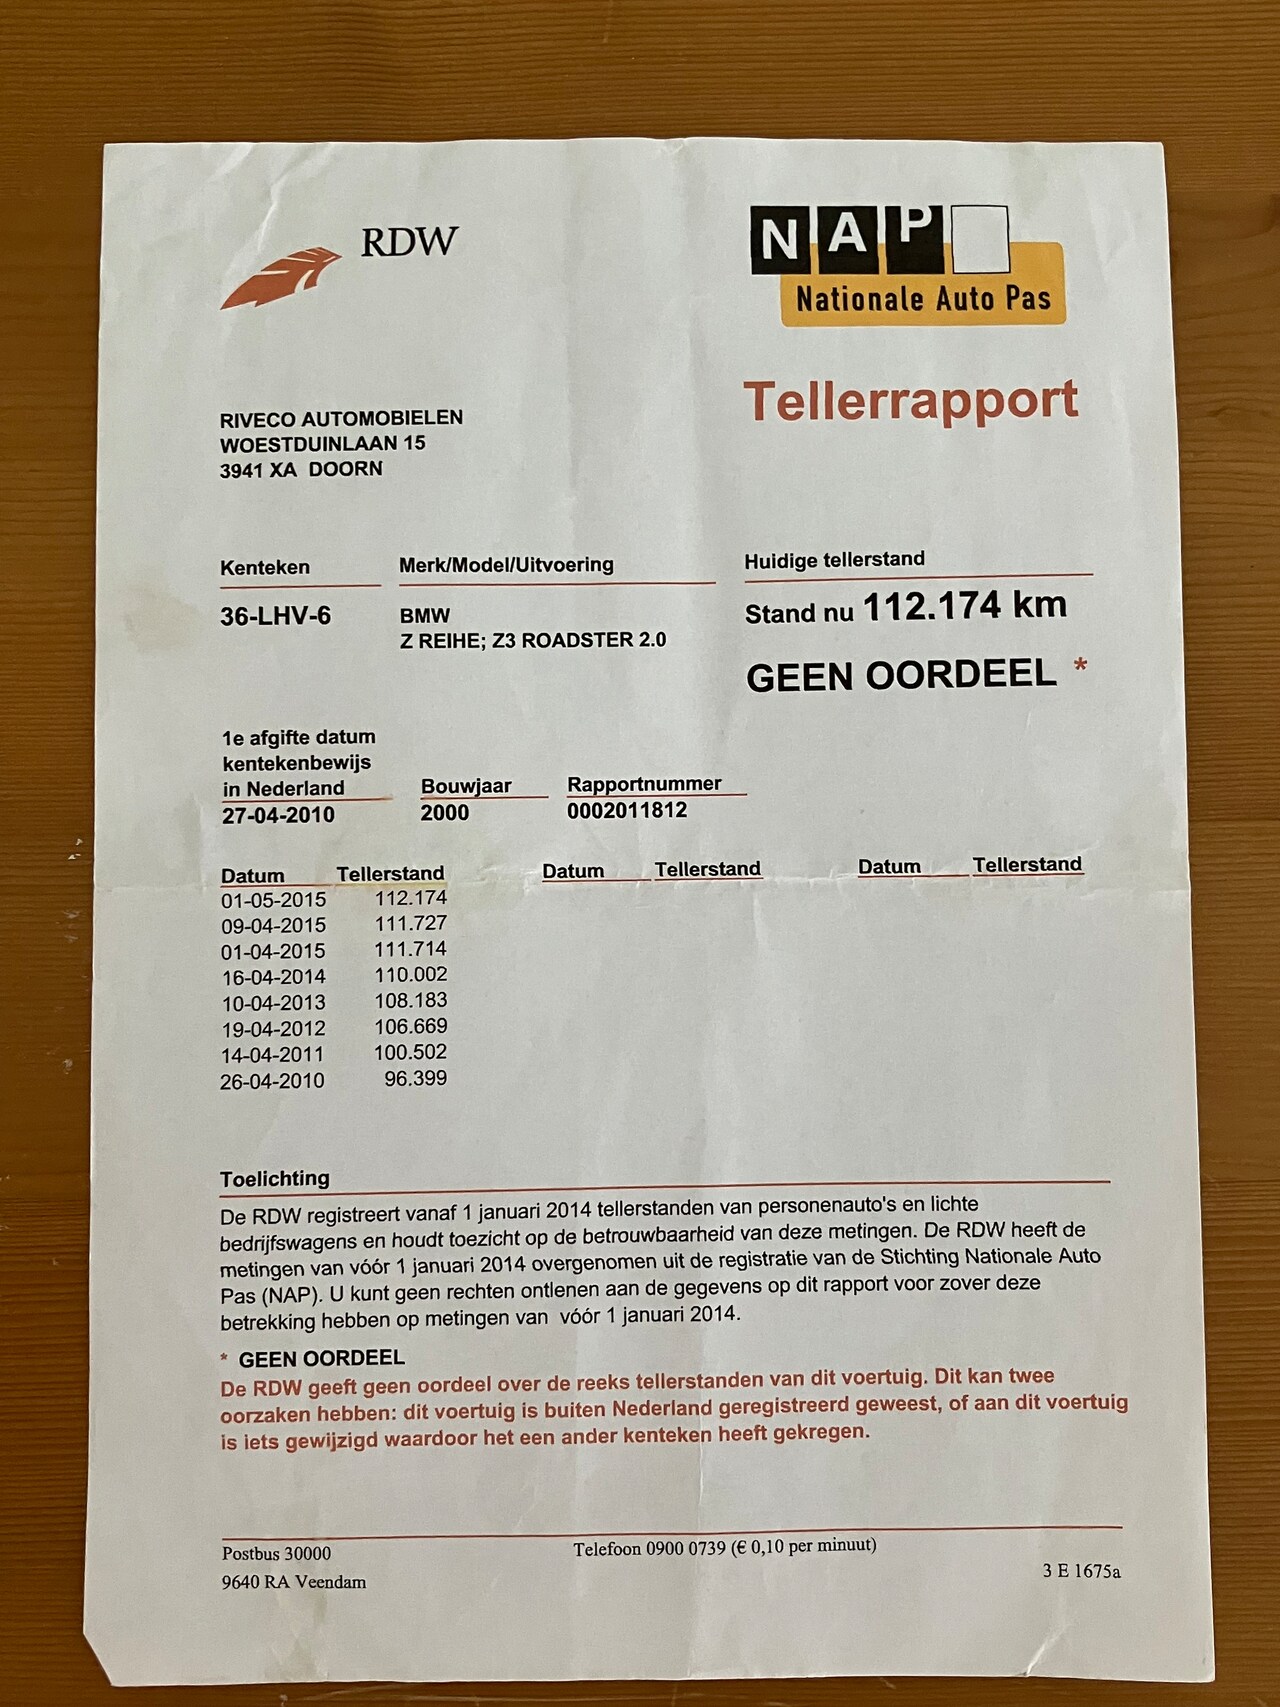 RDW
NAP
Nationale Auto Pas
Tellerrapport
RIVECO AUTOMOBIELEN
WOESTDUINLAAN 15
3941 XA DOORN
Kenteken Merk/Model/Uitvoering Huidige tellerstand
36-LHV-6 BMW Stand nu 112.174 km
Z REIHE; Z3 ROADSTER 2.0
GEEN OORDEEL *
1e afgifte datum
kentekenbewijs
in Nederland Bouwjaar Rapportnummer
27-04-2010 2000 0002011812
Datum Tellerstand Datum Tellerstand Datum Tellerstand
01-05-2015 112.174
09-04-2015 111.727
01-04-2015 111.714
16-04-2014 110.002
10-04-2013 108.183
19-04-2012 106.669
14-04-2011 100.502
26-04-2010 96.399
Toelichting
De RDW registreert vanaf 1 januari 2014 tellerstanden van personenauto's en lichte
bedrijfswagens en houdt toezicht op de betrouwbaarheid van deze metingen. De RDW heeft de
metingen van vóór 1 januari 2014 overgenomen uit de registratie van de Stichting Nationale Auto
Pas (NAP). U kunt geen rechten ontlenen aan de gegevens op dit rapport voor zover deze
betrekking hebben op metingen van vóór 1 januari 2014.
* GEEN OORDEEL
De RDW geeft geen oordeel over de reeks tellerstanden van dit voertuig. Dit kan twee
oorzaken hebben: dit voertuig is buiten Nederland geregistreerd geweest, of aan dit voertuig
is iets gewijzigd waardoor het een ander kenteken heeft gekregen.
Postbus 30000 Telefoon 0900 0739 (€ 0,10 per minuut)
9640 RA Veendam 3 E 1675a